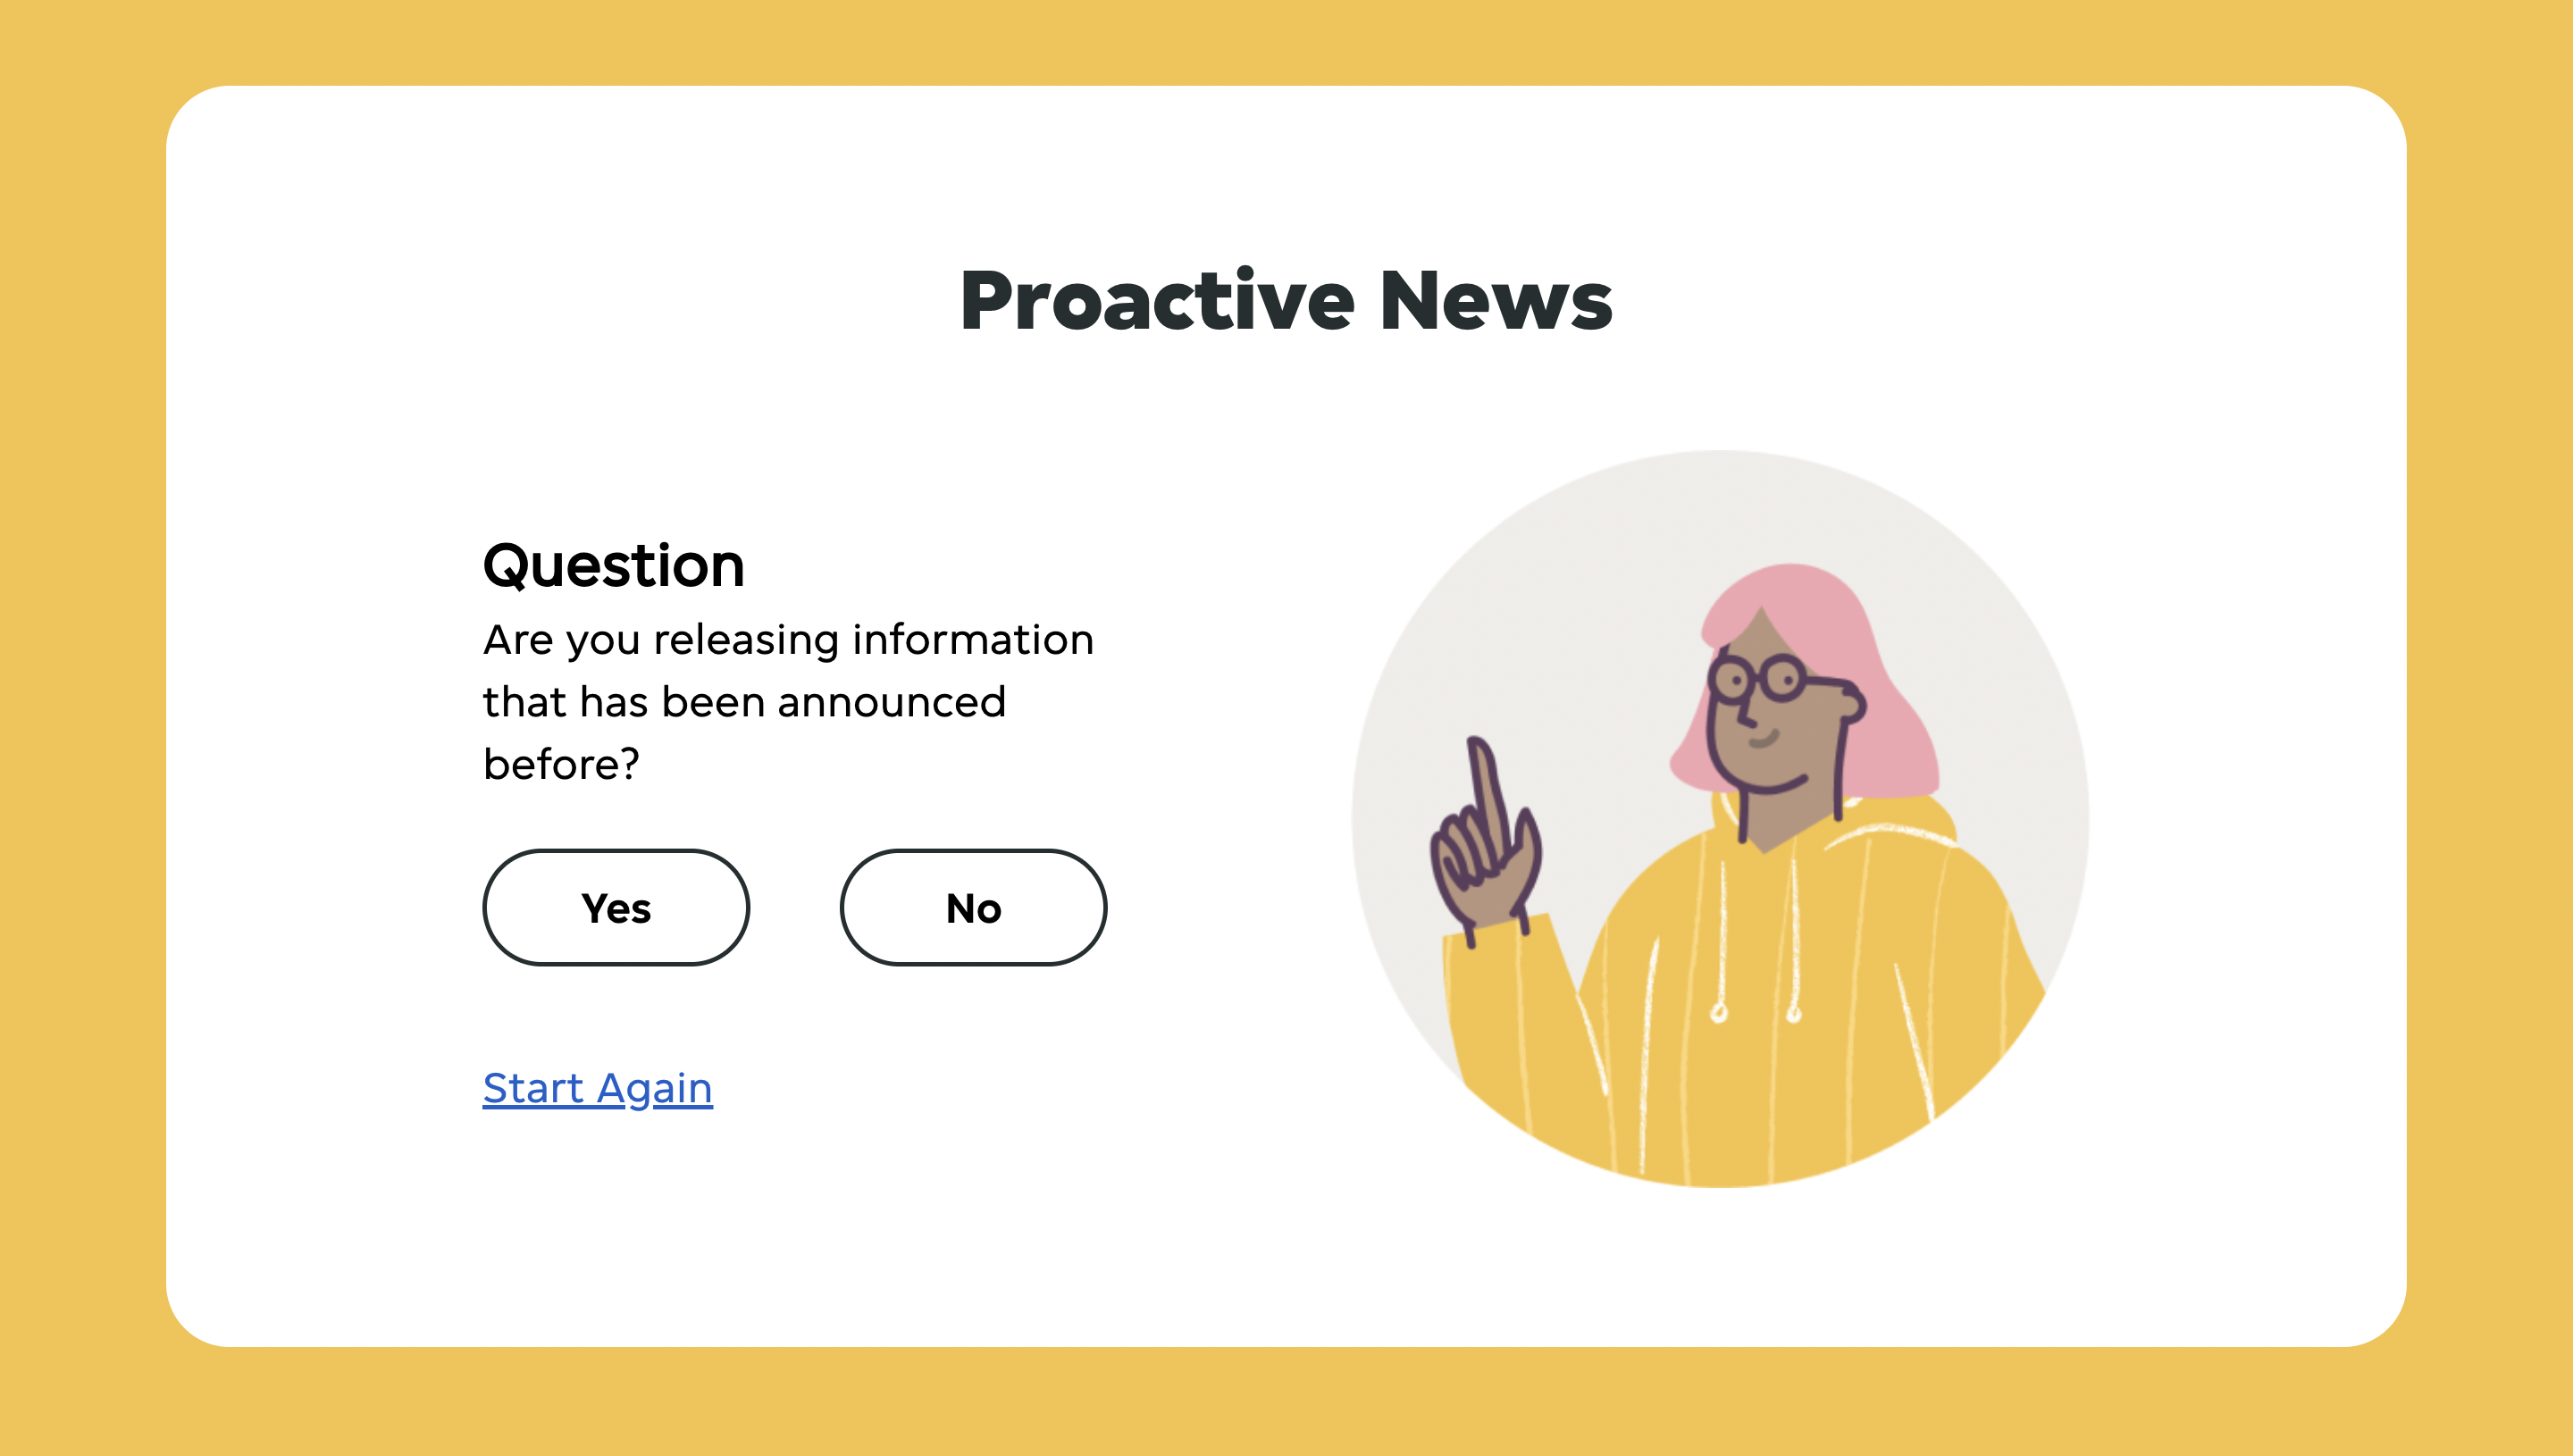 Proactive News
Question
Are you releasing information
that has been announced
before?
Yes
No
Start Again